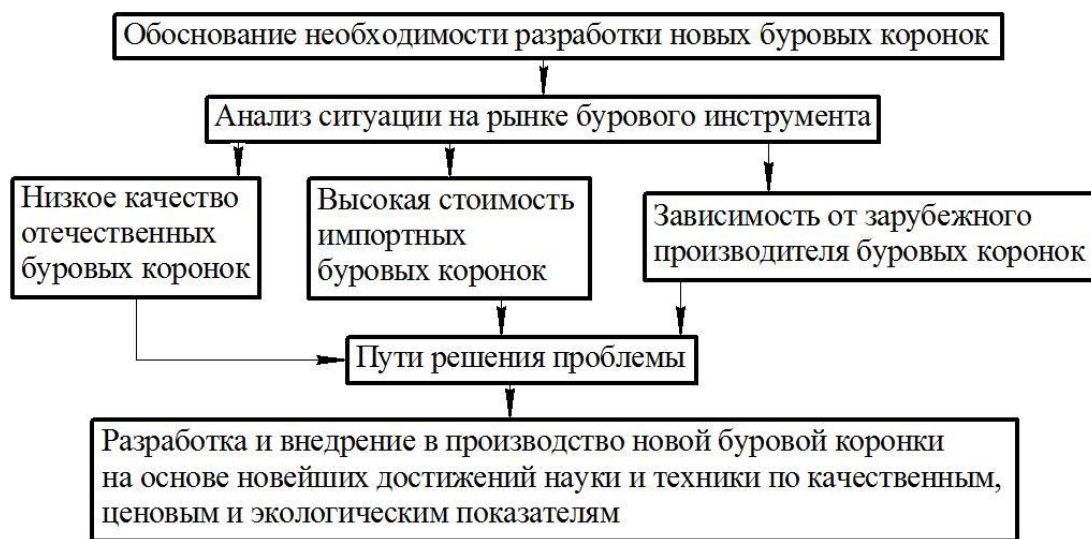 Обоснование необходимости разработки новых буровых коронок
Анализ ситуации на рынке бурового инструмента
Низкое качество
отечественных
буровых коронок
Высокая стоимость
импортных
буровых коронок
Зависимость от зарубежного
производителя буровых коронок
Пути решения проблемы
Разработка и внедрение в производство новой буровой коронки
на основе новейших достижений науки и техники по качественным,
ценовым и экологическим показателям